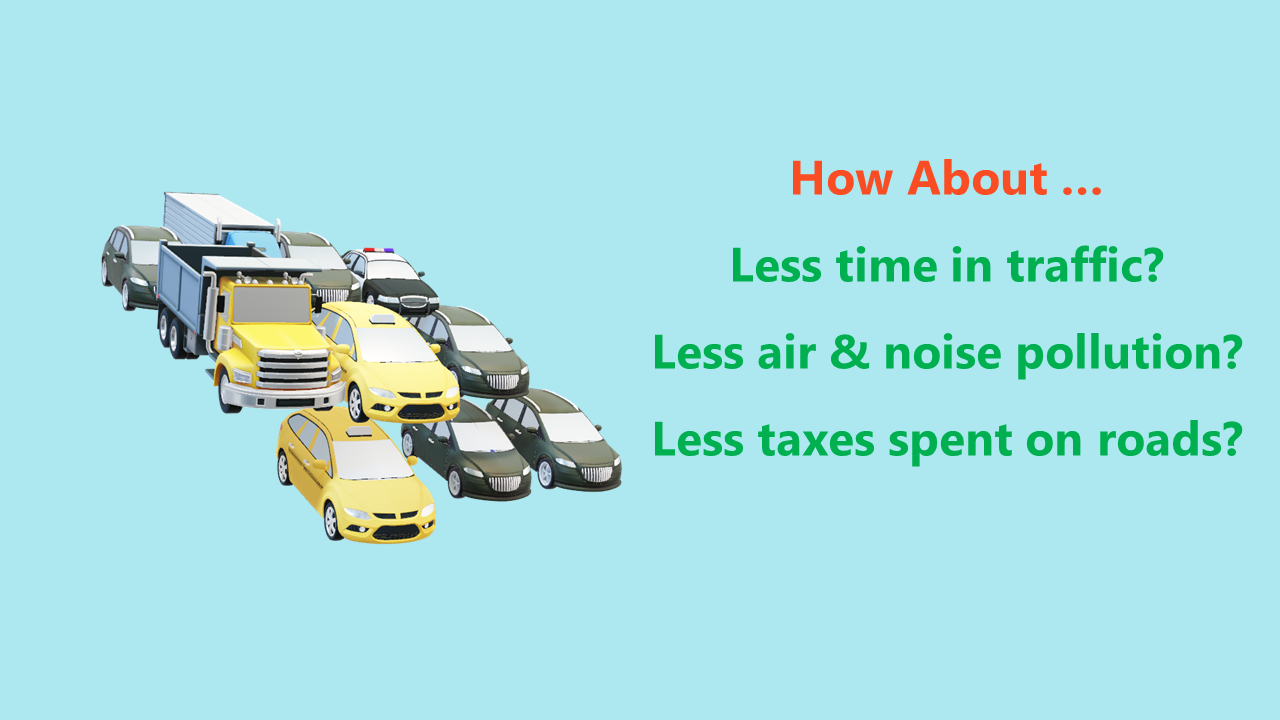 How About ...
Less time in traffic?
Less air & noise pollution?
Less taxes spent on roads?